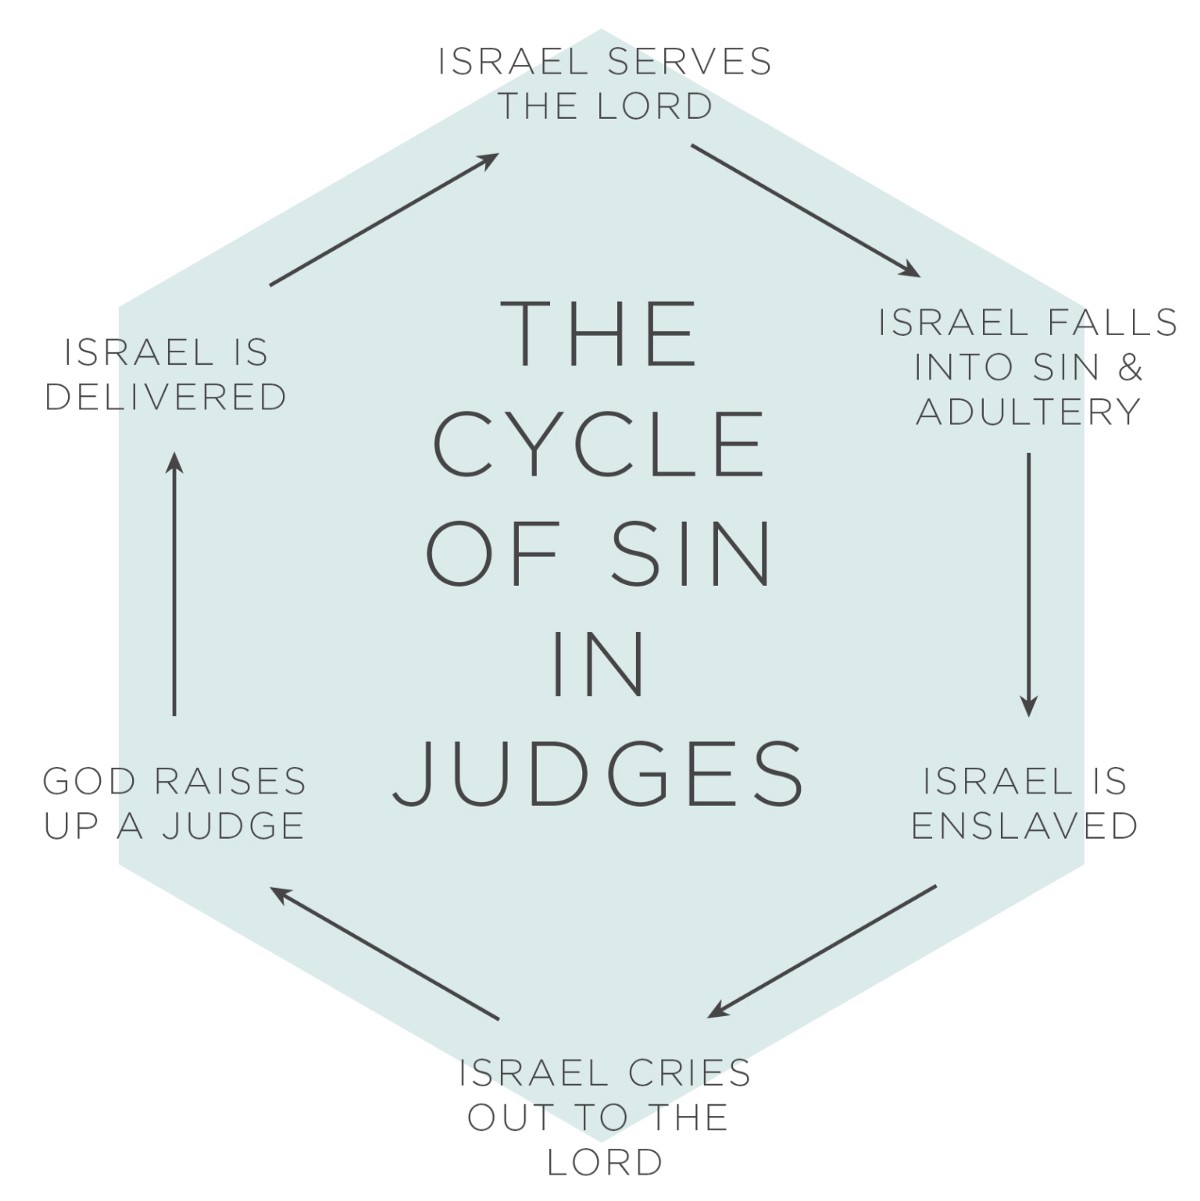 ISRAEL SERVES
THE LORD
ISRAEL FALLS
INTO SIN &
ADULTERY
ISRAEL IS
ENSLAVED
ISRAEL CRIES
OUT TO THE
LORD
GOD RAISES
UP A JUDGE
ISRAEL IS
DELIVERED
THE
CYCLE
OF SIN
IN
JUDGES